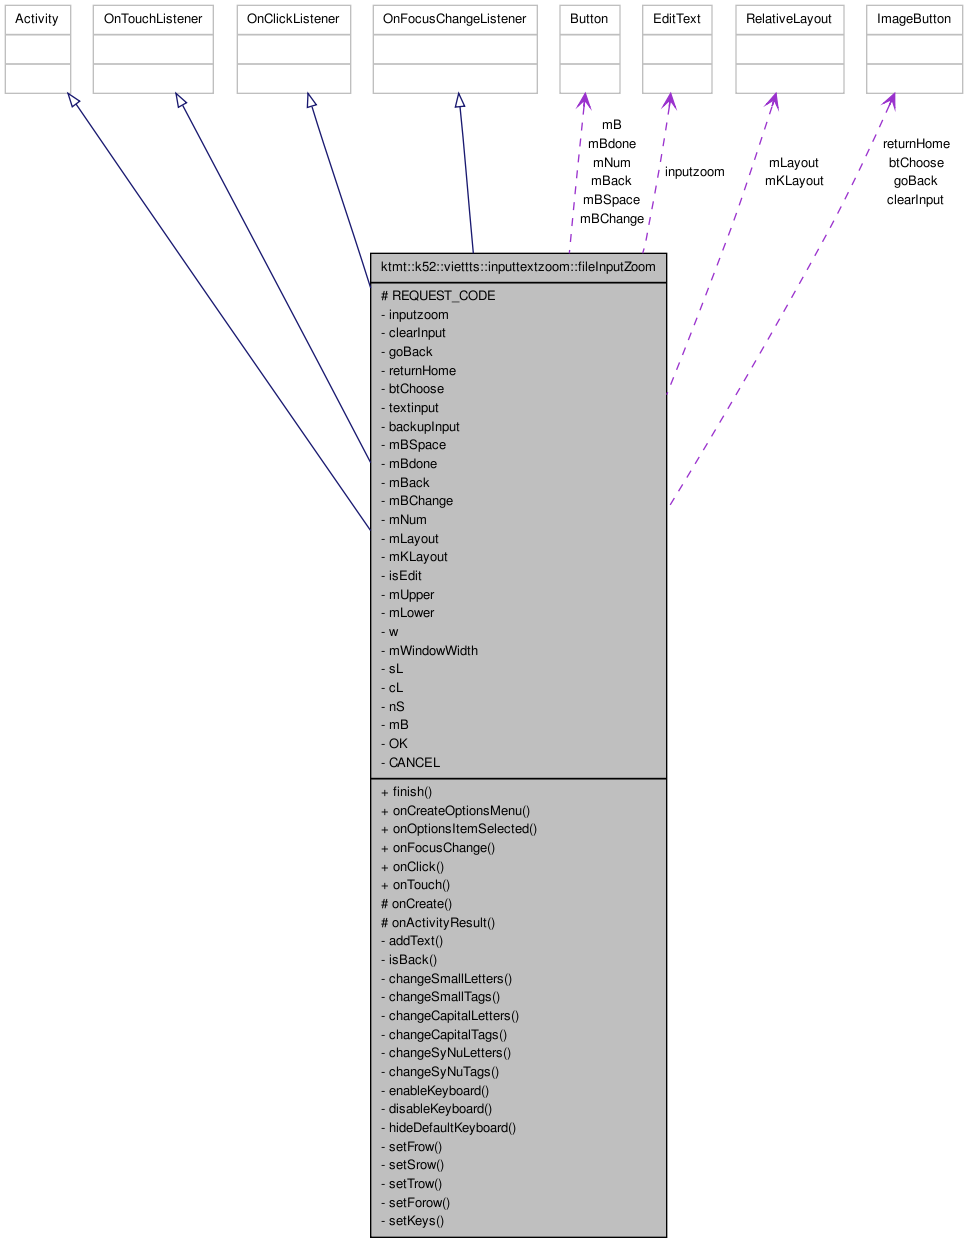 Activity
OnTouchListener
OnClickListener
OnFocusChangeListener
Button
EditText
RelativeLayout
ImageButton
mB
mBdone
mNum
mBack
mBSpace
mBChange
inputzoom
mLayout
mKLayout
returnHome
btChoose
goBack
clearInput
ktmt::k52::viettts::inputtextzoom::fileInputZoom
# REQUEST_CODE
- inputzoom
- clearInput
- goBack
- returnHome
- btChoose
- textinput
- backupInput
- mBSpace
- mBdone
- mBack
- mBChange
- mNum
- mLayout
- mKLayout
- isEdit
- mUpper
- mLower
- w
- mWindowWidth
- sL
- cL
- nS
- mB
- OK
- CANCEL
+ finish()
+ onCreateOptionsMenu()
+ onOptionsItemSelected()
+ onFocusChange()
+ onClick()
+ onTouch()
# onCreate()
# onActivityResult()
- addText()
- isBack()
- changeSmallLetters()
- changeSmallTags()
- changeCapitalLetters()
- changeCapitalTags()
- changeSyNuLetters()
- changeSyNuTags()
- enableKeyboard()
- disableKeyboard()
- hideDefaultKeyboard()
- setFrow()
- setSrow()
- setTrow()
- setForow()
- setKeys()